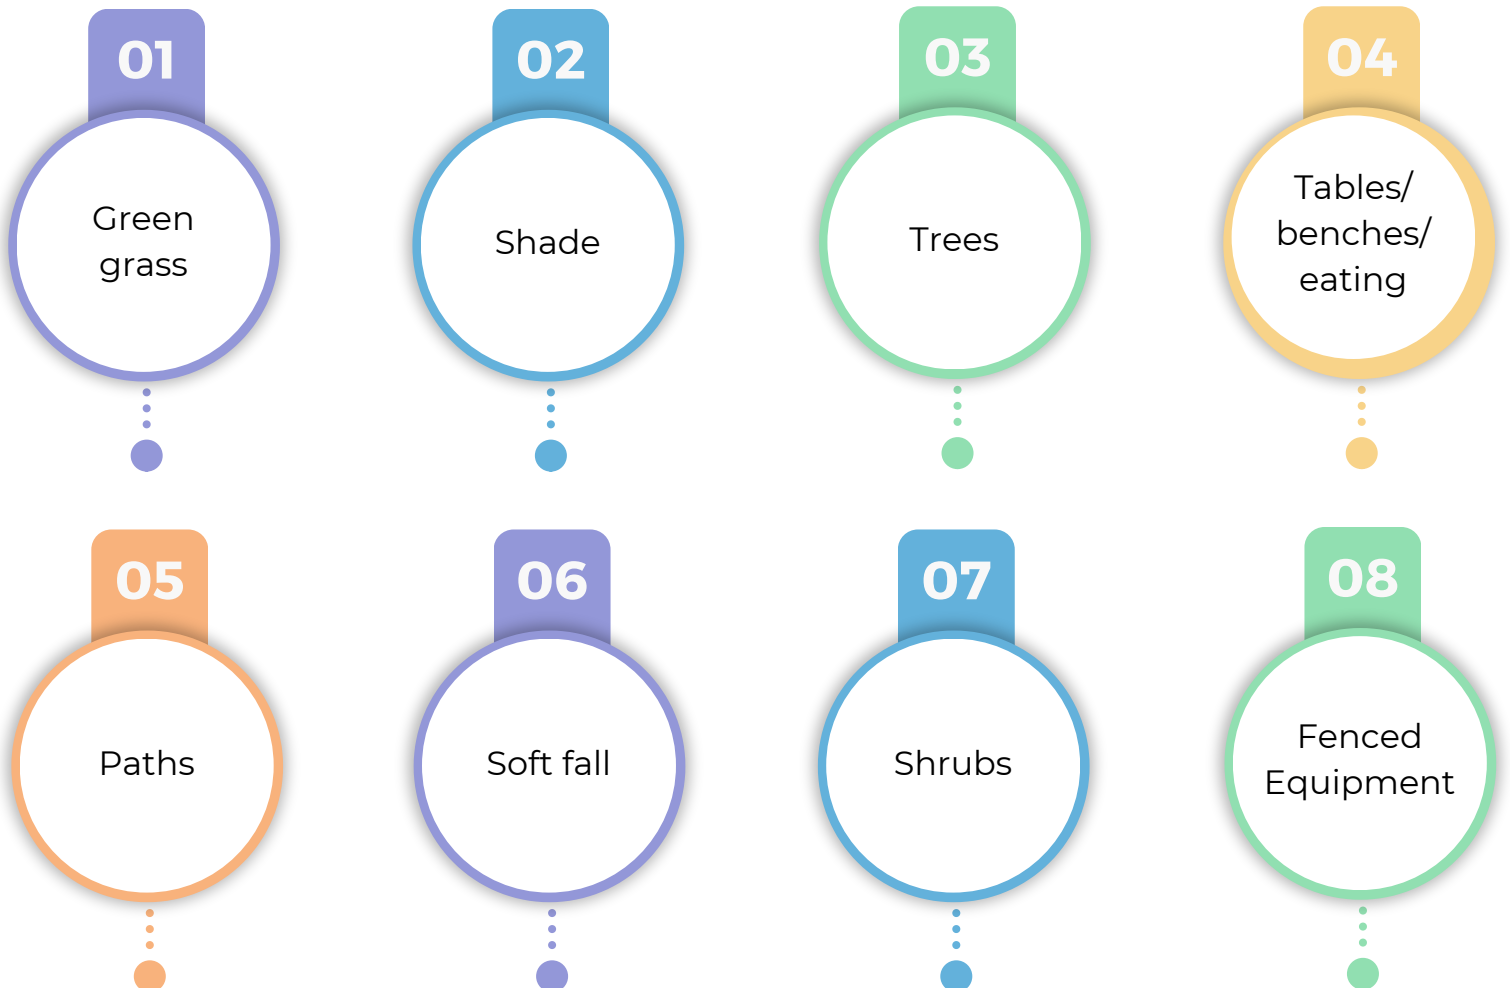 01
Green
grass
02
Shade
03
Trees
04
Tables/
benches/
eating
05
Paths
06
Soft fall
07
Shrubs
08
Fenced
Equipment